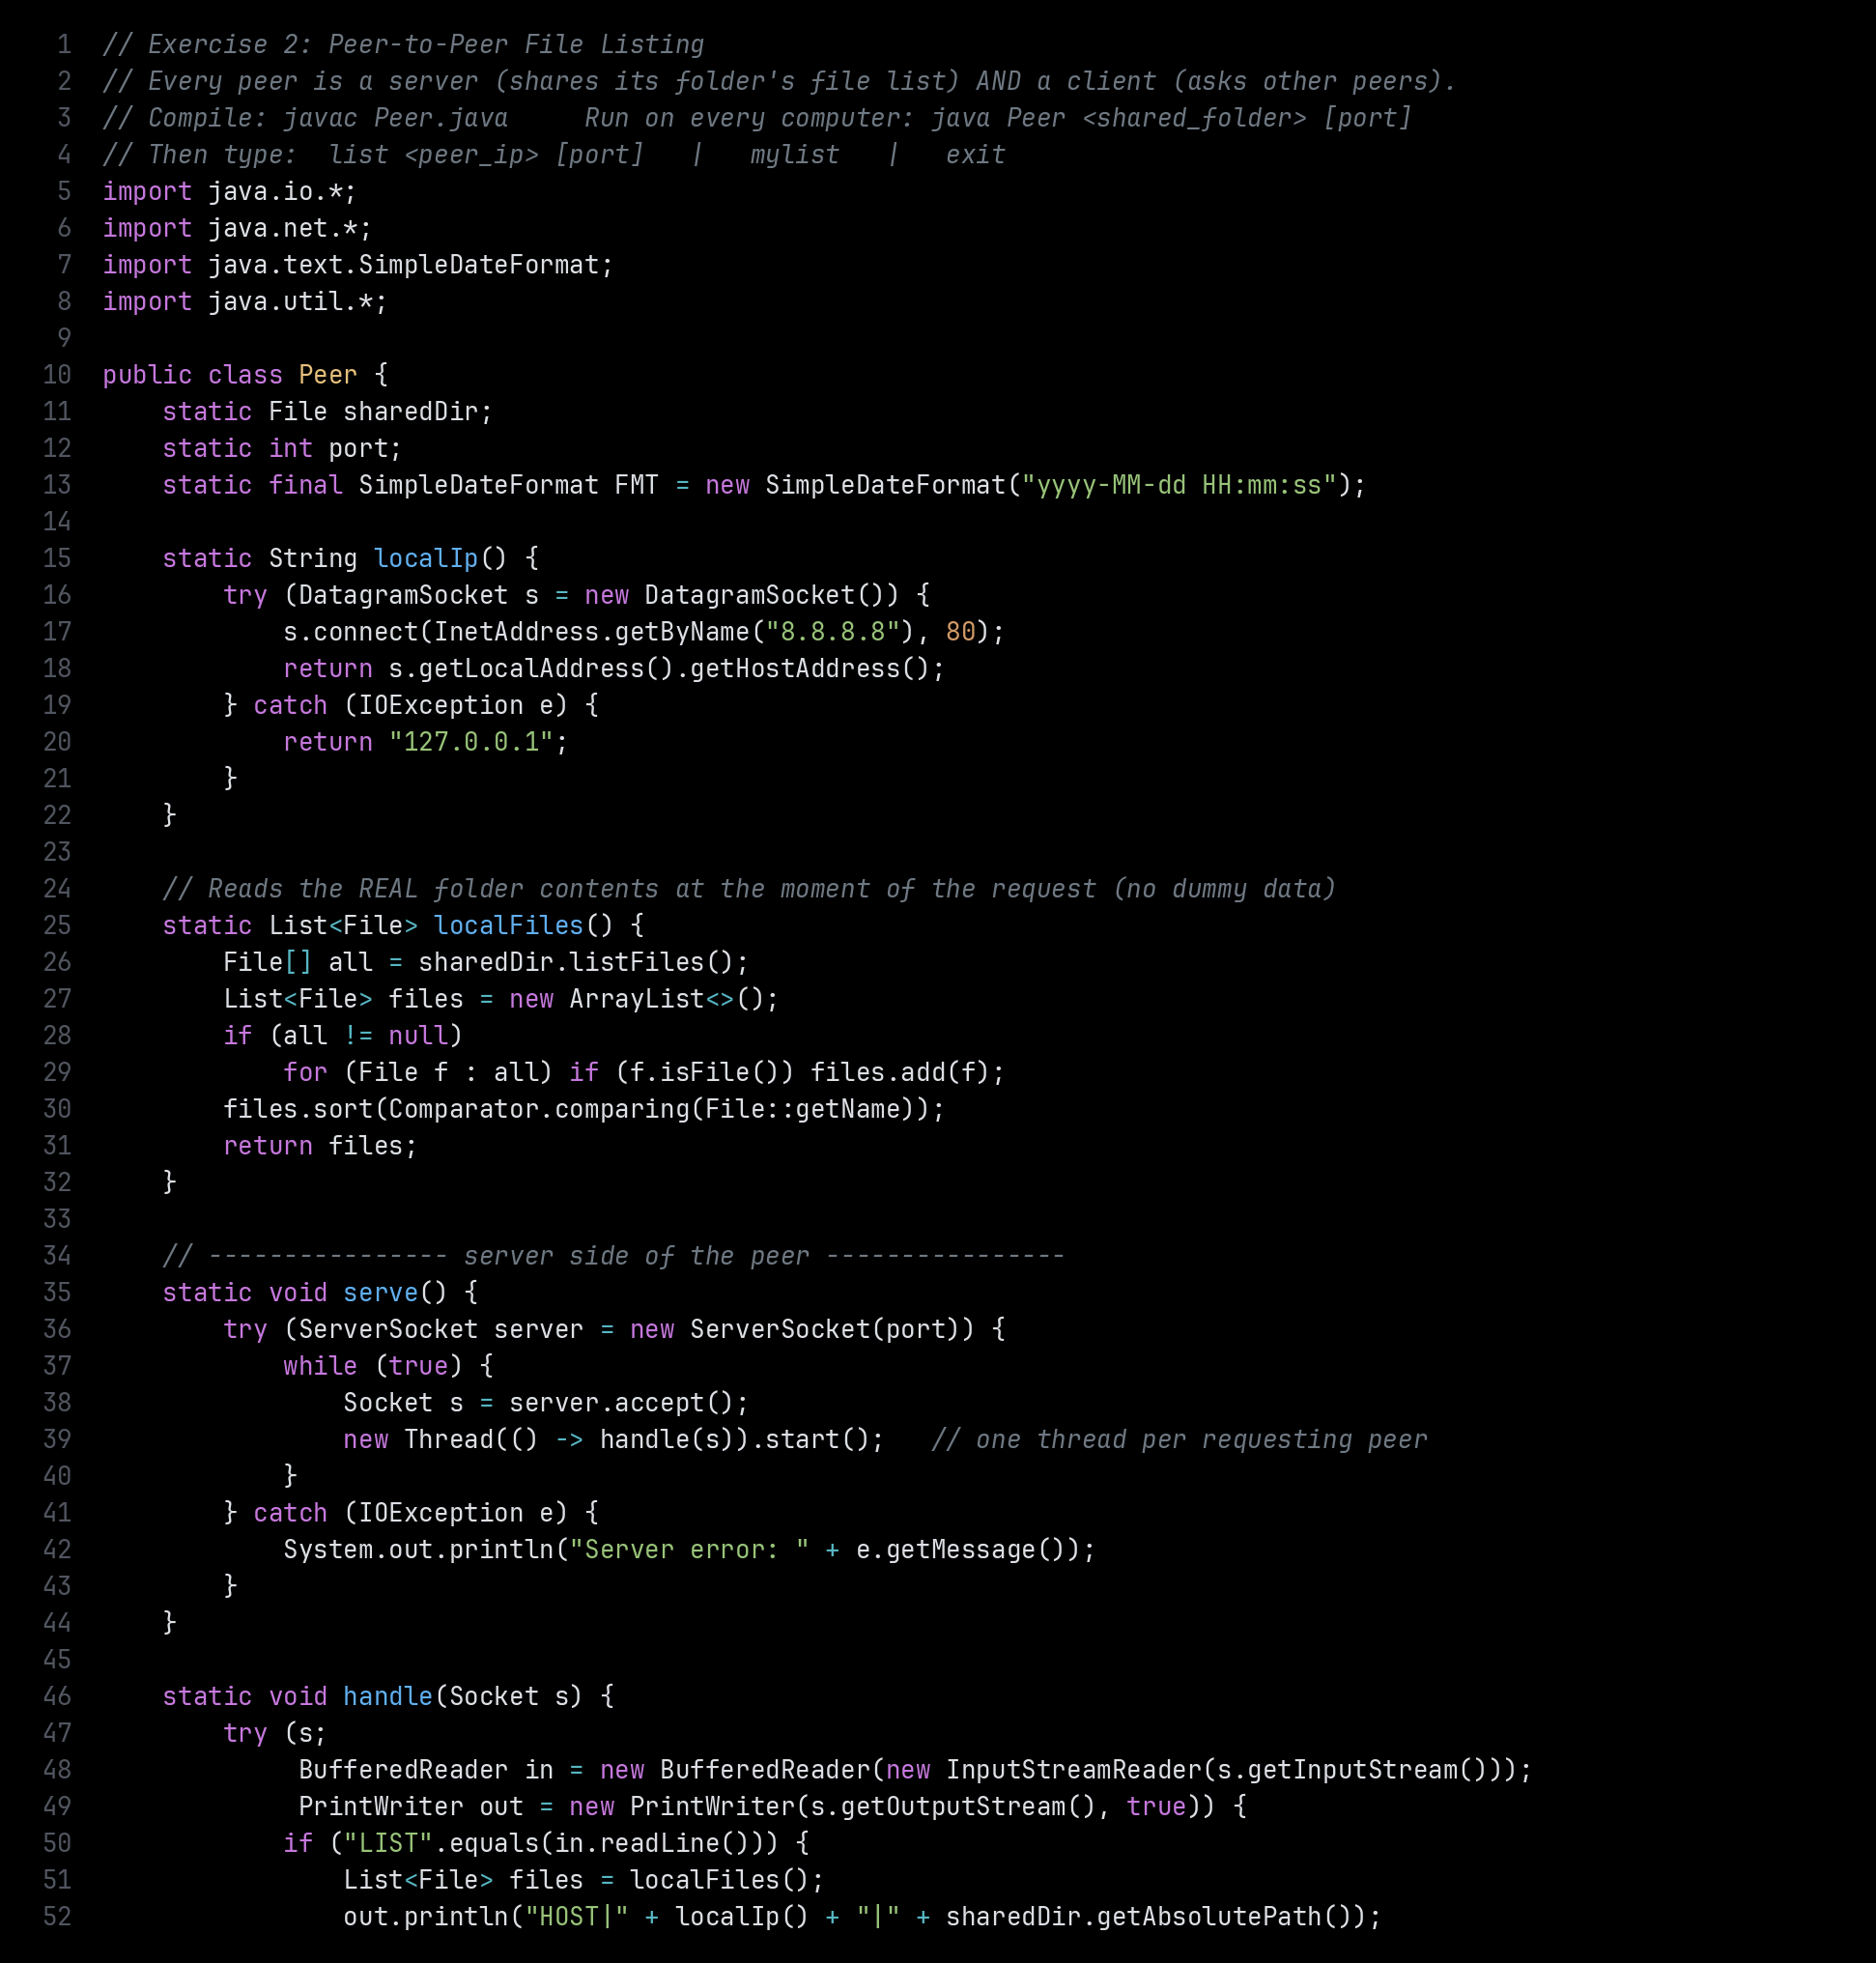 1 // Exercise 2: Peer-to-Peer File Listing
2 // Every peer is a server (shares its folder's file list) AND a client (asks other peers).
3 // Compile: javac Peer.java     Run on every computer: java Peer <shared_folder> [port]
4 // Then type:  list <peer_ip> [port]   |   mylist   |   exit
5 import java.io.*;
6 import java.net.*;
7 import java.text.SimpleDateFormat;
8 import java.util.*;
9
10 public class Peer {
11     static File sharedDir;
12     static int port;
13     static final SimpleDateFormat FMT = new SimpleDateFormat("yyyy-MM-dd HH:mm:ss");
14
15     static String localIp() {
16         try (DatagramSocket s = new DatagramSocket()) {
17             s.connect(InetAddress.getByName("8.8.8.8"), 80);
18             return s.getLocalAddress().getHostAddress();
19         } catch (IOException e) {
20             return "127.0.0.1";
21         }
22     }
23
24     // Reads the REAL folder contents at the moment of the request (no dummy data)
25     static List<File> localFiles() {
26         File[] all = sharedDir.listFiles();
27         List<File> files = new ArrayList<>();
28         if (all != null)
29             for (File f : all) if (f.isFile()) files.add(f);
30         files.sort(Comparator.comparing(File::getName));
31         return files;
32     }
33
34     // ---------------- server side of the peer ----------------
35     static void serve() {
36         try (ServerSocket server = new ServerSocket(port)) {
37             while (true) {
38                 Socket s = server.accept();
39                 new Thread(() -> handle(s)).start();   // one thread per requesting peer
40             }
41         } catch (IOException e) {
42             System.out.println("Server error: " + e.getMessage());
43         }
44     }
45
46     static void handle(Socket s) {
47         try (s;
48              BufferedReader in = new BufferedReader(new InputStreamReader(s.getInputStream()));
49              PrintWriter out = new PrintWriter(s.getOutputStream(), true)) {
50             if ("LIST".equals(in.readLine())) {
51                 List<File> files = localFiles();
52                 out.println("HOST|" + localIp() + "|" + sharedDir.getAbsolutePath());